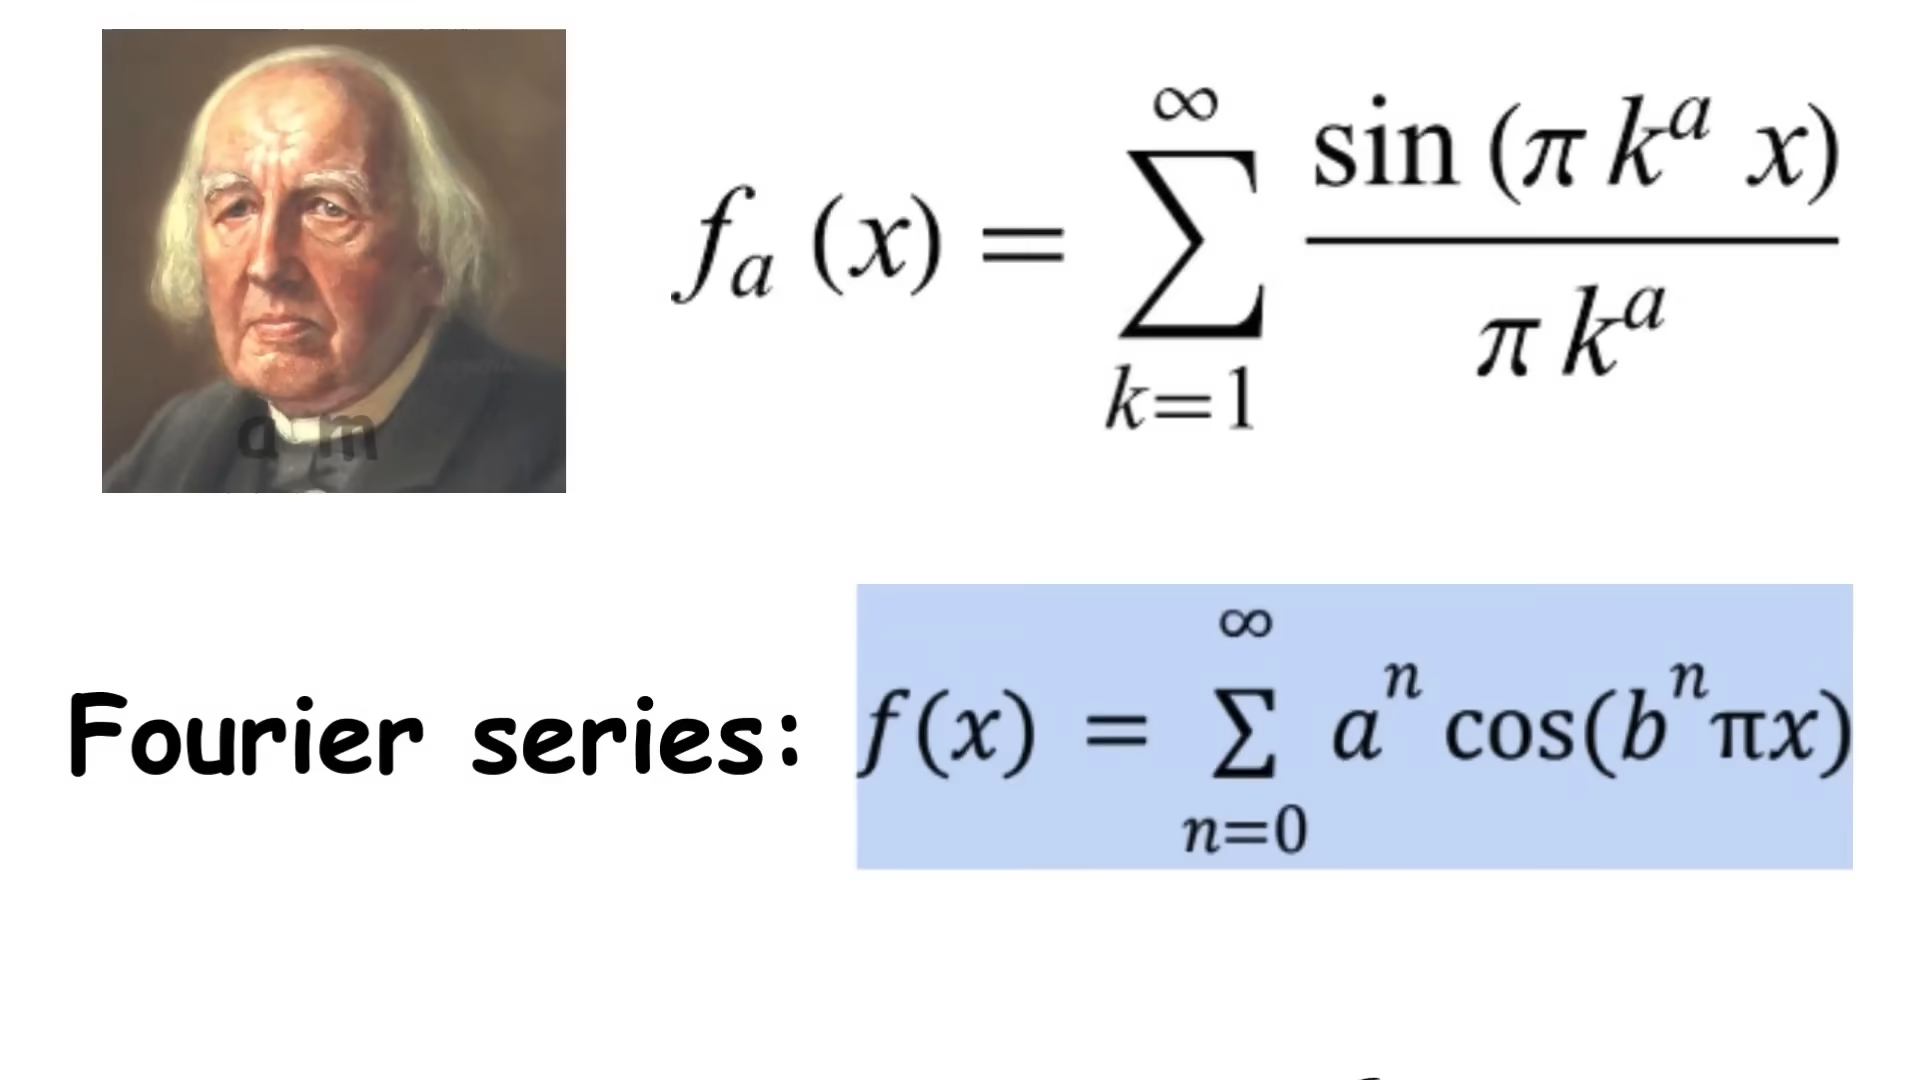 a m
f_a (x) = ∑_{k=1}^{∞} sin (π k^a x) / π k^a
Fourier series: f(x) = ∑_{n=0}^{∞} a^n cos(b^n πx)